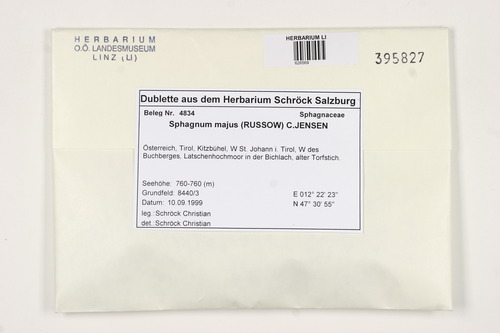 HERBARIUM
O.Ö. LANDESMUSEUM
LINZ (LI)
HERBARIUM LI
395827
Dublette aus dem Herbarium Schröck Salzburg
Beleg Nr. 4834 Sphagnaceae
Sphagnum majus (RUSSOW) C.JENSEN
Österreich, Tirol, Kitzbühel, W St. Johann i. Tirol, W des
Buchberges. Latschenhochmoor in der Bichlach, alter Torfstich.
Seehöhe: 760-760 (m) E 012° 22' 23"
Grundfeld: 8440/3 N 47° 30' 55"
Datum: 10.09.1999
leg.: Schröck Christian
det.: Schröck Christian